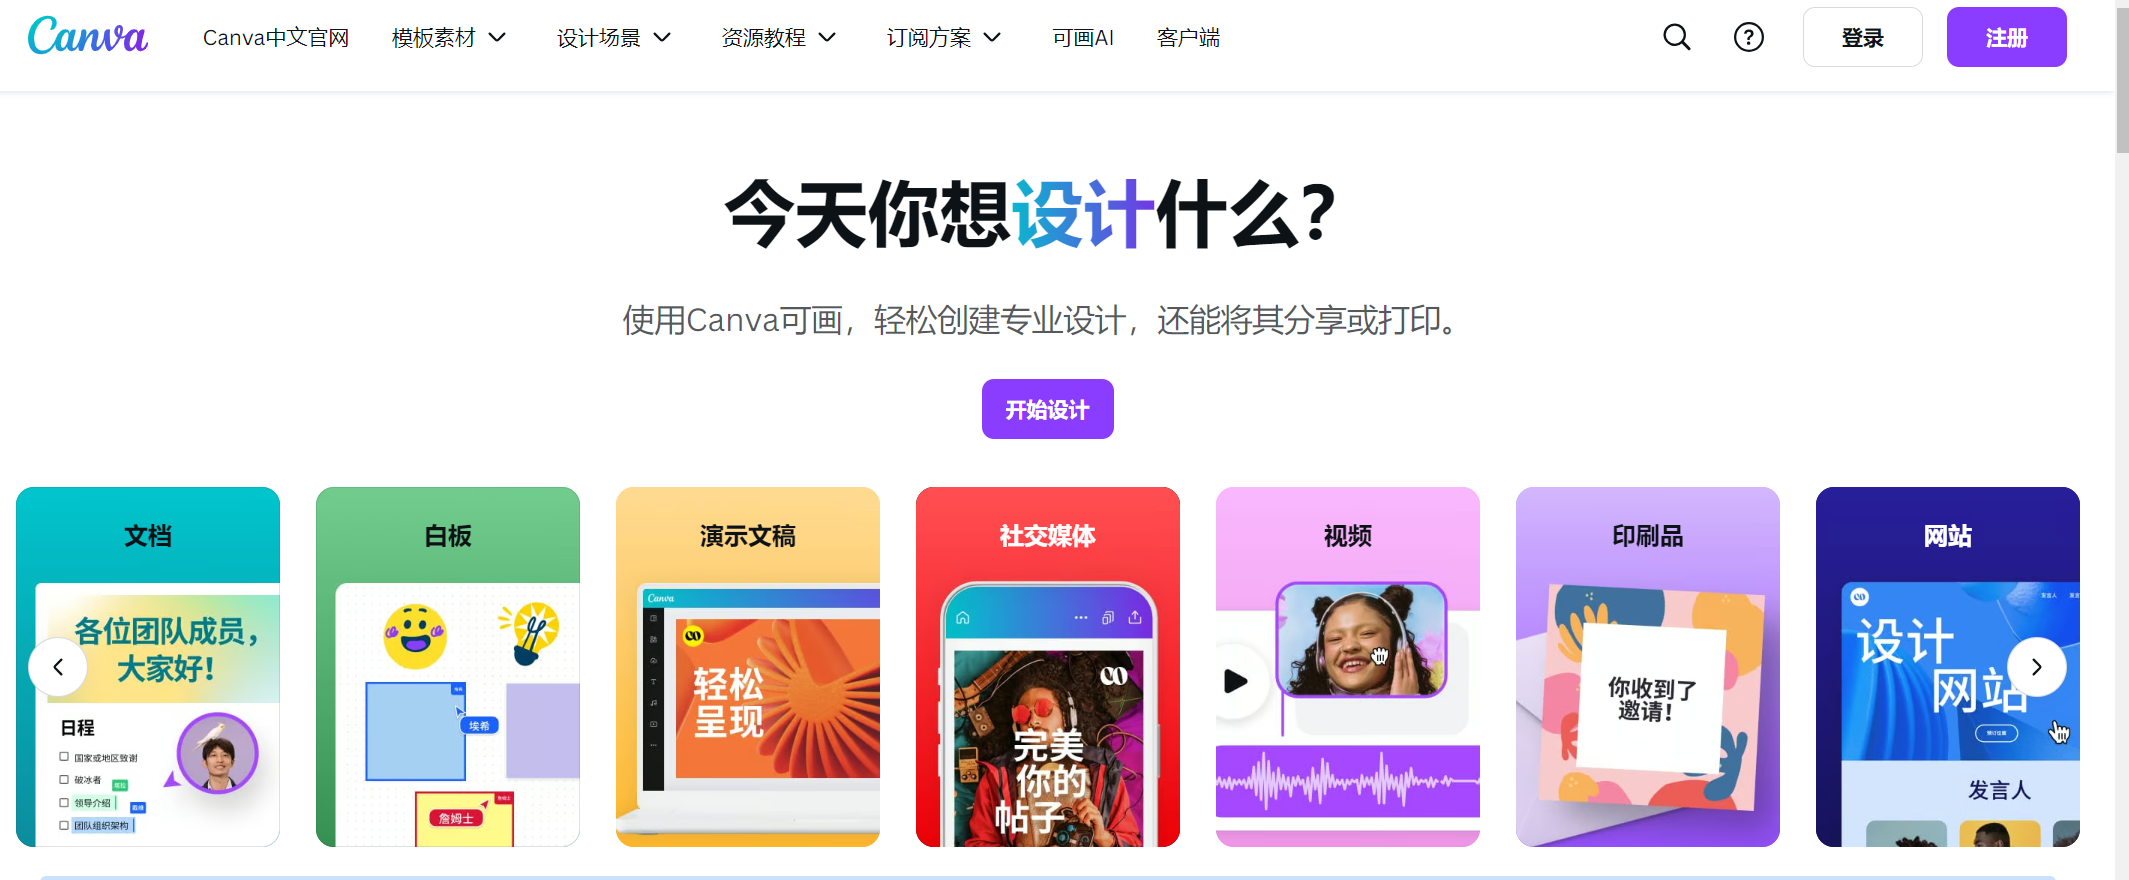 Canva
Canva中文官网
模板素材
设计场景
资源教程
订阅方案
可画AI
客户端
登录
注册
今天你想设计什么？
使用Canva可画，轻松创建专业设计，还能将其分享或打印。
开始设计
文档
各位团队成员，
大家好！
日程
国家或地区致谢
破冰者
领导介绍
团队组织架构
白板
埃希
詹姆士
演示文稿
Canva
轻松
呈现
社交媒体
完美
你的
帖子
视频
印刷品
你收到了
邀请！
网站
发言人
设计
网站
发言人